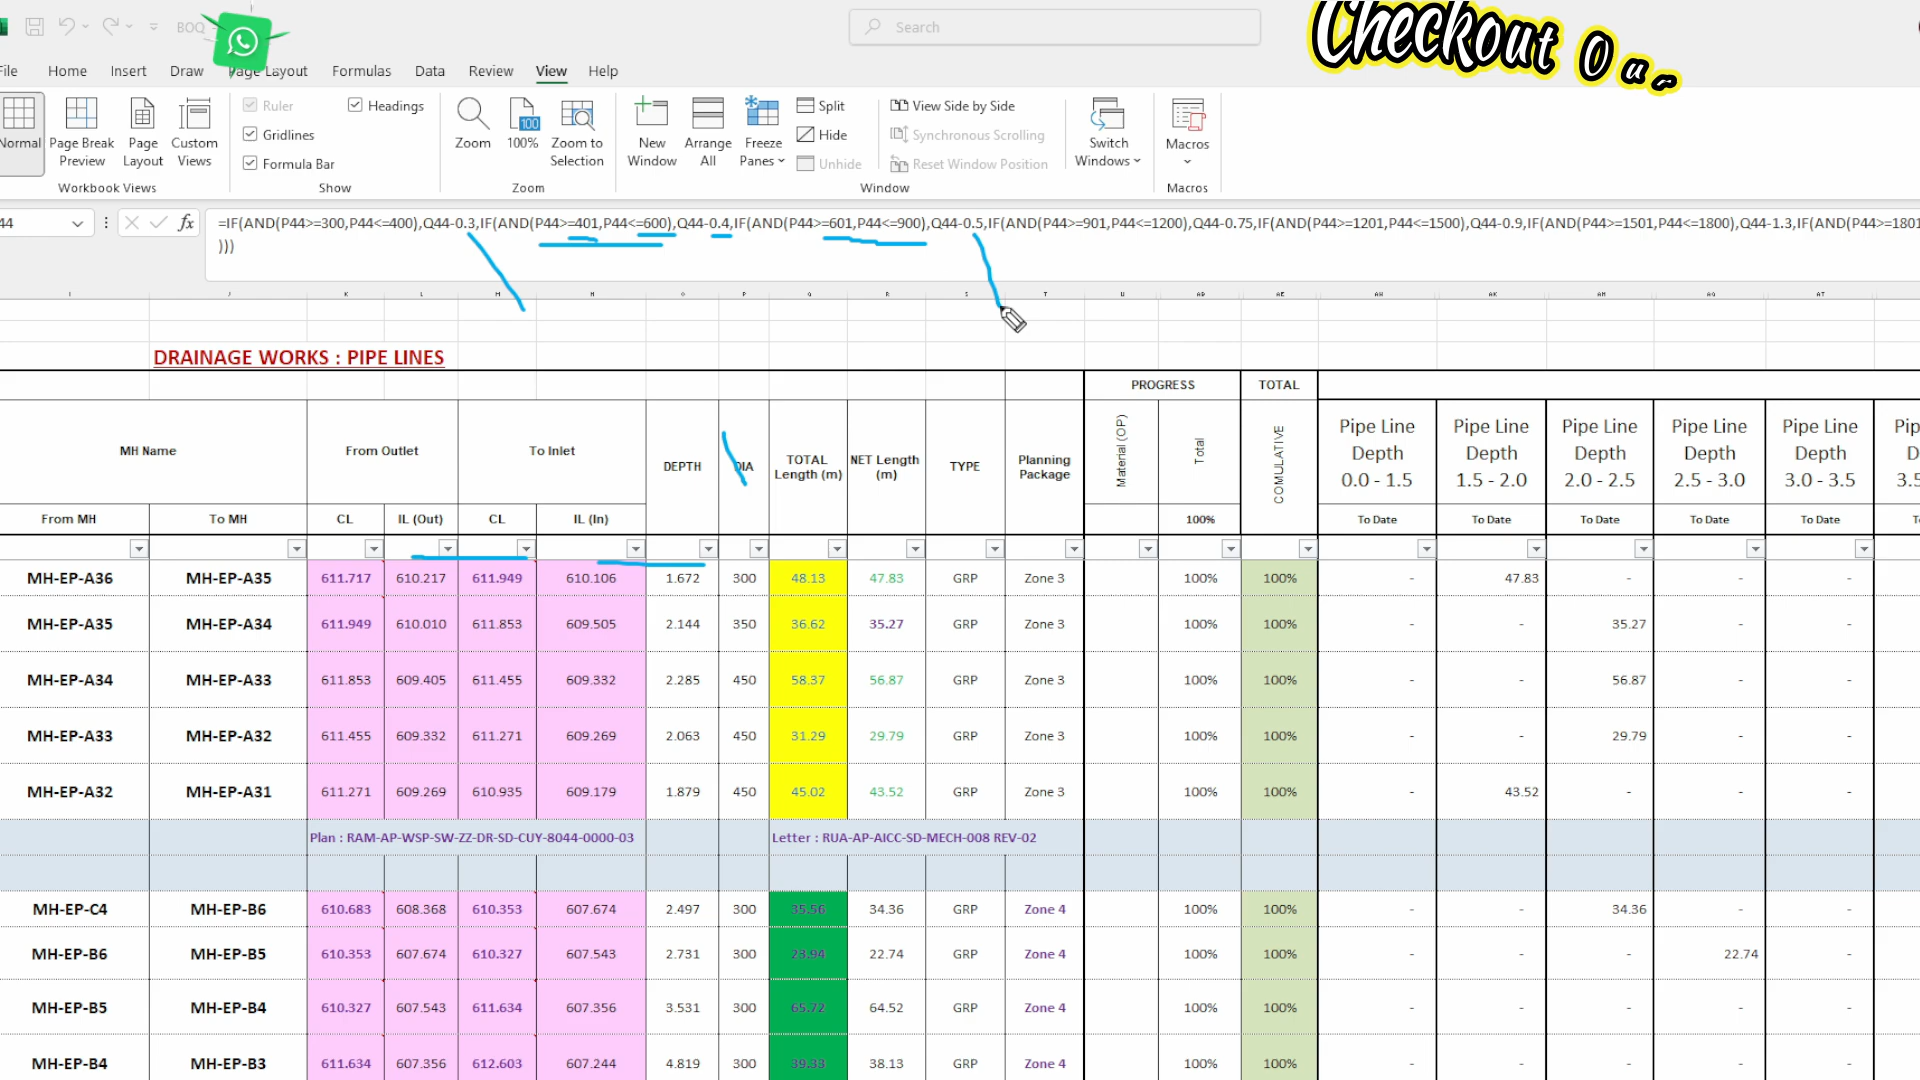 BOQ
Search
Checkout Ou
File Home Insert Draw Page Layout Formulas Data Review View Help
Normal Page Break Preview Page Layout Custom Views
Workbook Views
Ruler Headings
Gridlines
Formula Bar
Show
Zoom 100% Zoom to Selection
Zoom
New Window Arrange All Freeze Panes
Split View Side by Side
Hide Synchronous Scrolling
Unhide Reset Window Position
Switch Windows
Window
Macros
Macros
44 fx =IF(AND(P44>=300,P44<=400),Q44-0.3,IF(AND(P44>=401,P44<=600),Q44-0.4,IF(AND(P44>=601,P44<=900),Q44-0.5,IF(AND(P44>=901,P44<=1200),Q44-0.75,IF(AND(P44>=1201,P44<=1500),Q44-0.9,IF(AND(P44>=1501,P44<=1800),Q44-1.3,IF(AND(P44>=1801
)))
I J K L M N O P Q R S T U AD AE AH AK AN AQ AT
DRAINAGE WORKS : PIPE LINES
PROGRESS TOTAL
MH Name From Outlet To Inlet DEPTH DIA TOTAL Length (m) NET Length (m) TYPE Planning Package Material (OP) Total COMULATIVE Pipe Line Depth 0.0 - 1.5 Pipe Line Depth 1.5 - 2.0 Pipe Line Depth 2.0 - 2.5 Pipe Line Depth 2.5 - 3.0 Pipe Line Depth 3.0 - 3.5 Pip D 3.5
From MH To MH CL IL (Out) CL IL (In) 100% To Date To Date To Date To Date To Date
MH-EP-A36 MH-EP-A35 611.717 610.217 611.949 610.106 1.672 300 48.13 47.83 GRP Zone 3 100% 100% - 47.83 - - -
MH-EP-A35 MH-EP-A34 611.949 610.010 611.853 609.505 2.144 350 36.62 35.27 GRP Zone 3 100% 100% - - 35.27 - -
MH-EP-A34 MH-EP-A33 611.853 609.405 611.455 609.332 2.285 450 58.37 56.87 GRP Zone 3 100% 100% - - 56.87 - -
MH-EP-A33 MH-EP-A32 611.455 609.332 611.271 609.269 2.063 450 31.29 29.79 GRP Zone 3 100% 100% - - 29.79 - -
MH-EP-A32 MH-EP-A31 611.271 609.269 610.935 609.179 1.879 450 45.02 43.52 GRP Zone 3 100% 100% - 43.52 - - -
Plan : RAM-AP-WSP-SW-ZZ-DR-SD-CUY-8044-0000-03 Letter : RUA-AP-AICC-SD-MECH-008 REV-02
MH-EP-C4 MH-EP-B6 610.683 608.368 610.353 607.674 2.497 300 35.56 34.36 GRP Zone 4 100% 100% - - 34.36 - -
MH-EP-B6 MH-EP-B5 610.353 607.674 610.327 607.543 2.731 300 23.94 22.74 GRP Zone 4 100% 100% - - - 22.74 -
MH-EP-B5 MH-EP-B4 610.327 607.543 611.634 607.356 3.531 300 65.72 64.52 GRP Zone 4 100% 100% - - - - -
MH-EP-B4 MH-EP-B3 611.634 607.356 612.603 607.244 4.819 300 39.33 38.13 GRP Zone 4 100% 100% - - - - -